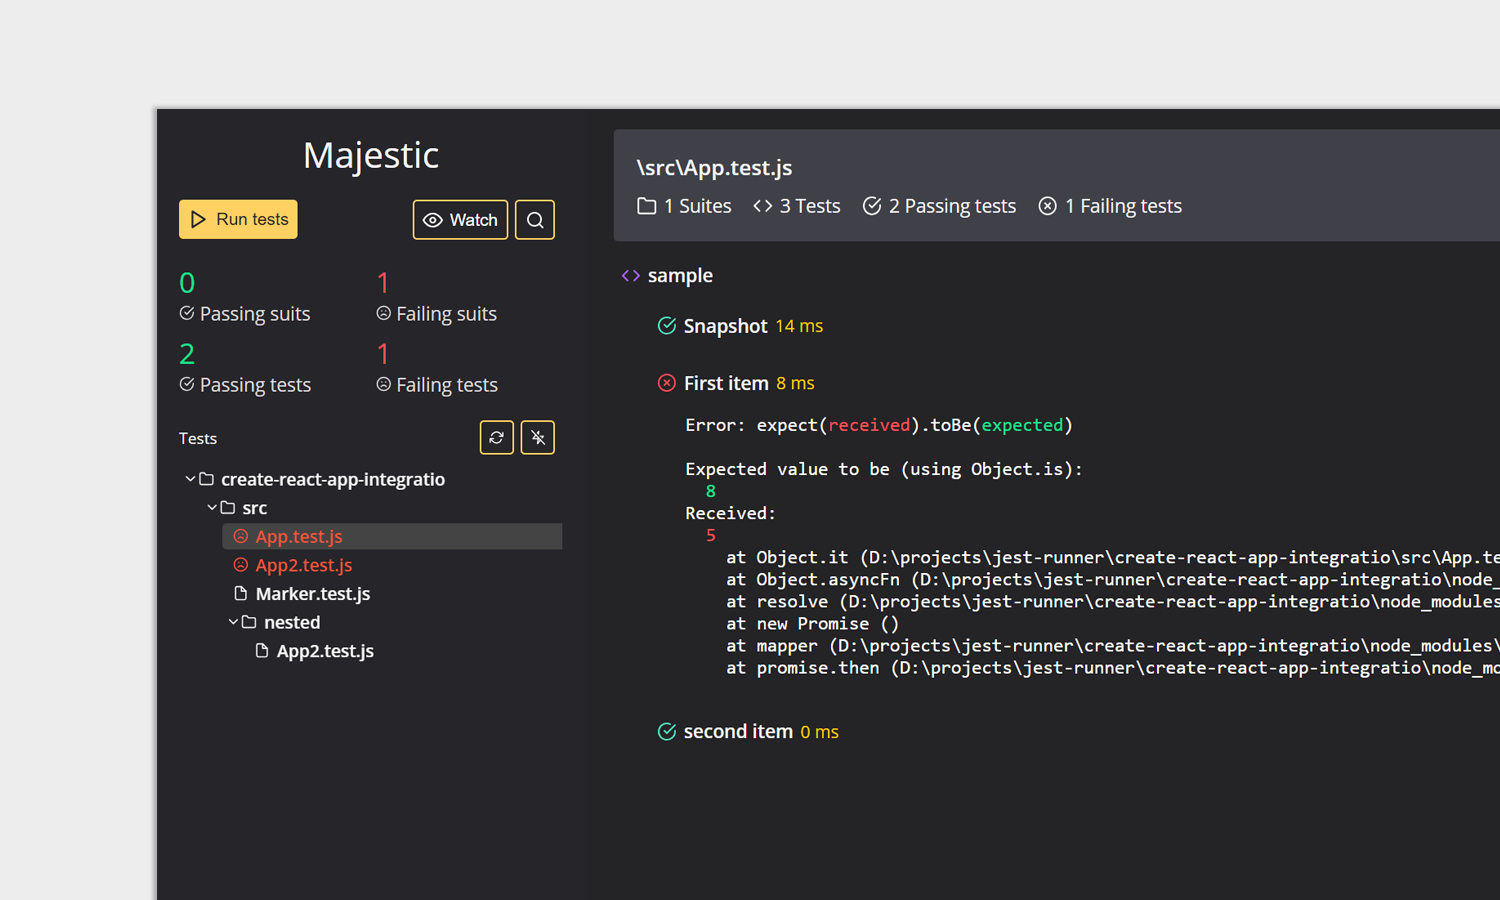 Majestic
Run tests
Watch
0
Passing suits
1
Failing suits
2
Passing tests
1
Failing tests
Tests
create-react-app-integratio
src
App.test.js
App2.test.js
Marker.test.js
nested
App2.test.js
\src\App.test.js
1 Suites <> 3 Tests 2 Passing tests 1 Failing tests
<> sample
Snapshot 14 ms
First item 8 ms
Error: expect(received).toBe(expected)
Expected value to be (using Object.is):
8
Received:
5
at Object.it (D:\projects\jest-runner\create-react-app-integratio\src\App.te
at Object.asyncFn (D:\projects\jest-runner\create-react-app-integratio\node_
at resolve (D:\projects\jest-runner\create-react-app-integratio\node_modules
at new Promise ()
at mapper (D:\projects\jest-runner\create-react-app-integratio\node_modules\
at promise.then (D:\projects\jest-runner\create-react-app-integratio\node_mo
second item 0 ms